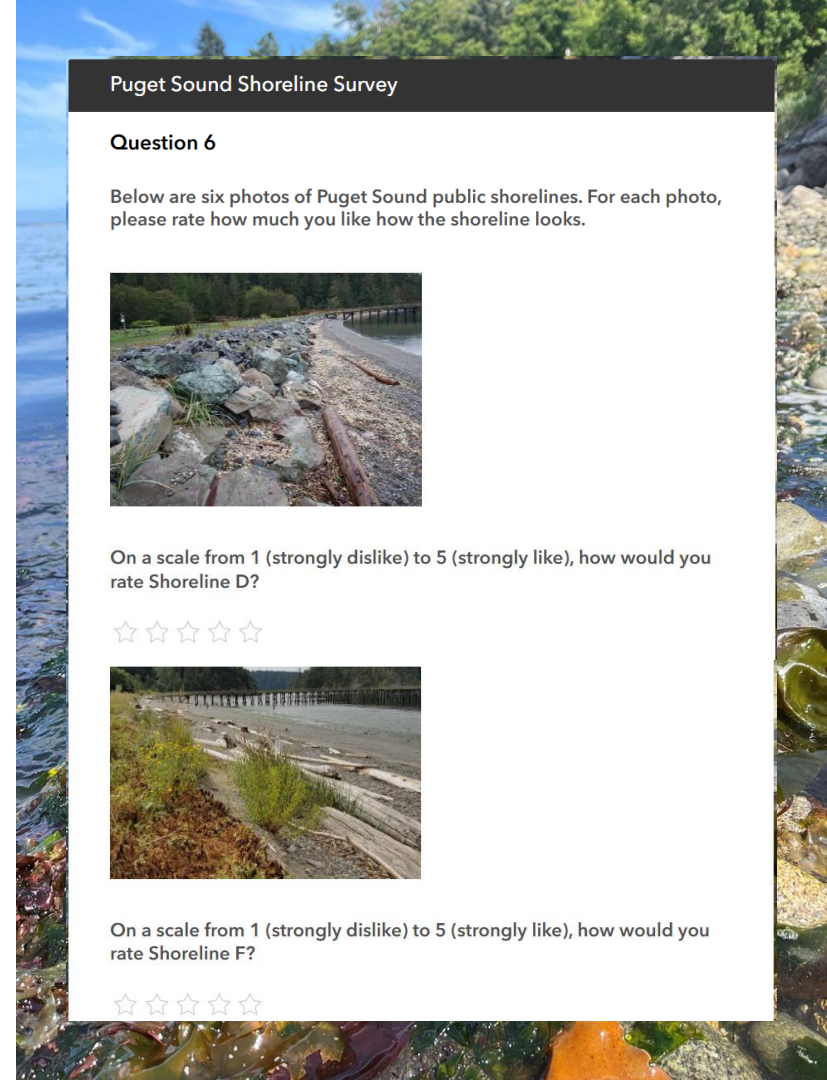 Puget Sound Shoreline Survey
Question 6
Below are six photos of Puget Sound public shorelines. For each photo,
please rate how much you like how the shoreline looks.
On a scale from 1 (strongly dislike) to 5 (strongly like), how would you
rate Shoreline D?
On a scale from 1 (strongly dislike) to 5 (strongly like), how would you
rate Shoreline F?